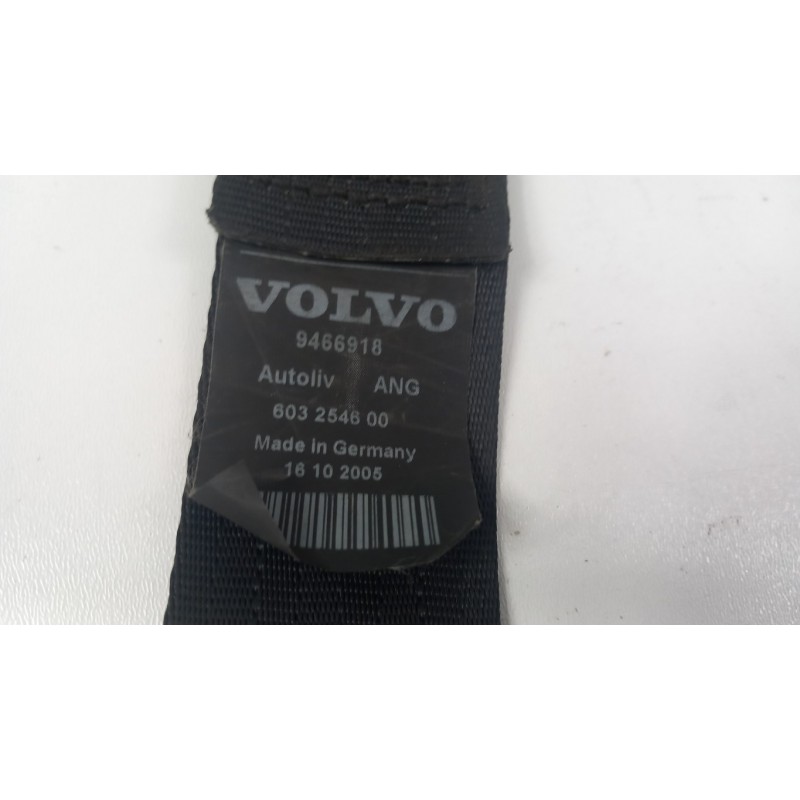 VOLVO
9466918
Autoliv ANG
603 2546 00
Made in Germany
16 10 2005